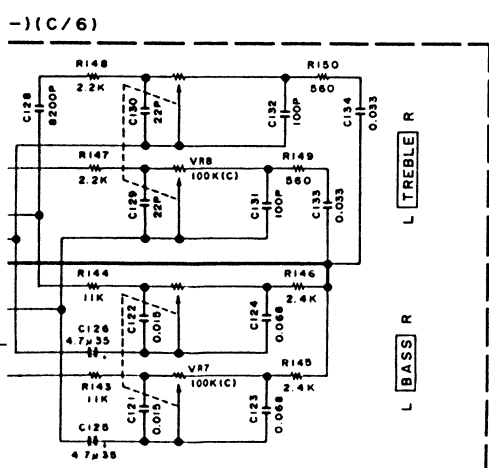 -)(C/6)
R148
2.2K
R150
560
C128
8200P
C130
22P
C132
100P
C134
0.033
R147
2.2K
VR8
100K(C)
R149
560
C129
22P
C131
100P
C133
0.033
L TREBLE R
R144
11K
R146
2.4K
C122
0.015
C124
0.068
C126
4.7μ35
VR7
100K(C)
R145
2.4K
R143
11K
C121
0.015
C123
0.068
C125
4.7μ35
L BASS R